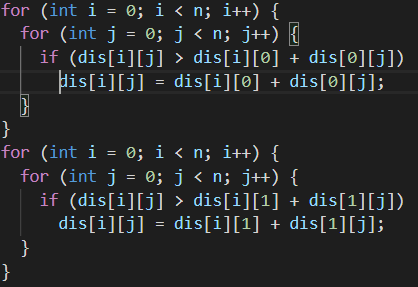 for (int i = 0; i < n; i++) {
  for (int j = 0; j < n; j++) {
    if (dis[i][j] > dis[i][0] + dis[0][j])
      dis[i][j] = dis[i][0] + dis[0][j];
  }
}
for (int i = 0; i < n; i++) {
  for (int j = 0; j < n; j++) {
    if (dis[i][j] > dis[i][1] + dis[1][j])
      dis[i][j] = dis[i][1] + dis[1][j];
  }
}